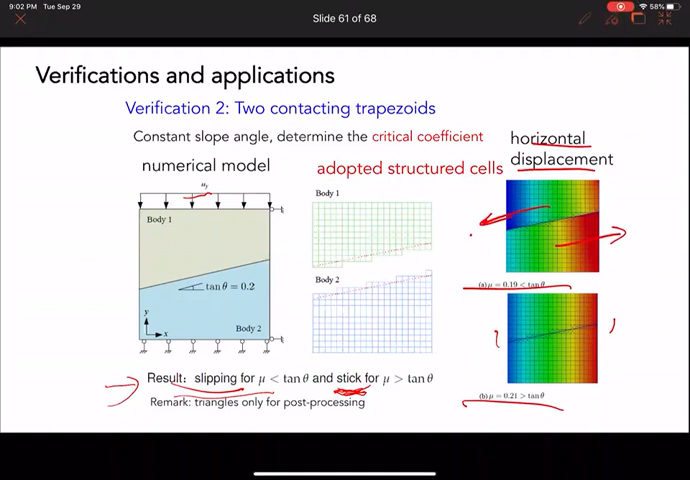 9:02 PM Tue Sep 29
58%
Slide 61 of 68
Verifications and applications
Verification 2: Two contacting trapezoids
Constant slope angle, determine the critical coefficient
horizontal
displacement
numerical model
adopted structured cells
u_y
Body 1
tan θ = 0.2
Body 2
y
x
Body 1
Body 2
(a) μ = 0.19 < tan θ
(b) μ = 0.21 > tan θ
Result: slipping for μ < tan θ and stick for μ > tan θ
Remark: triangles only for post-processing